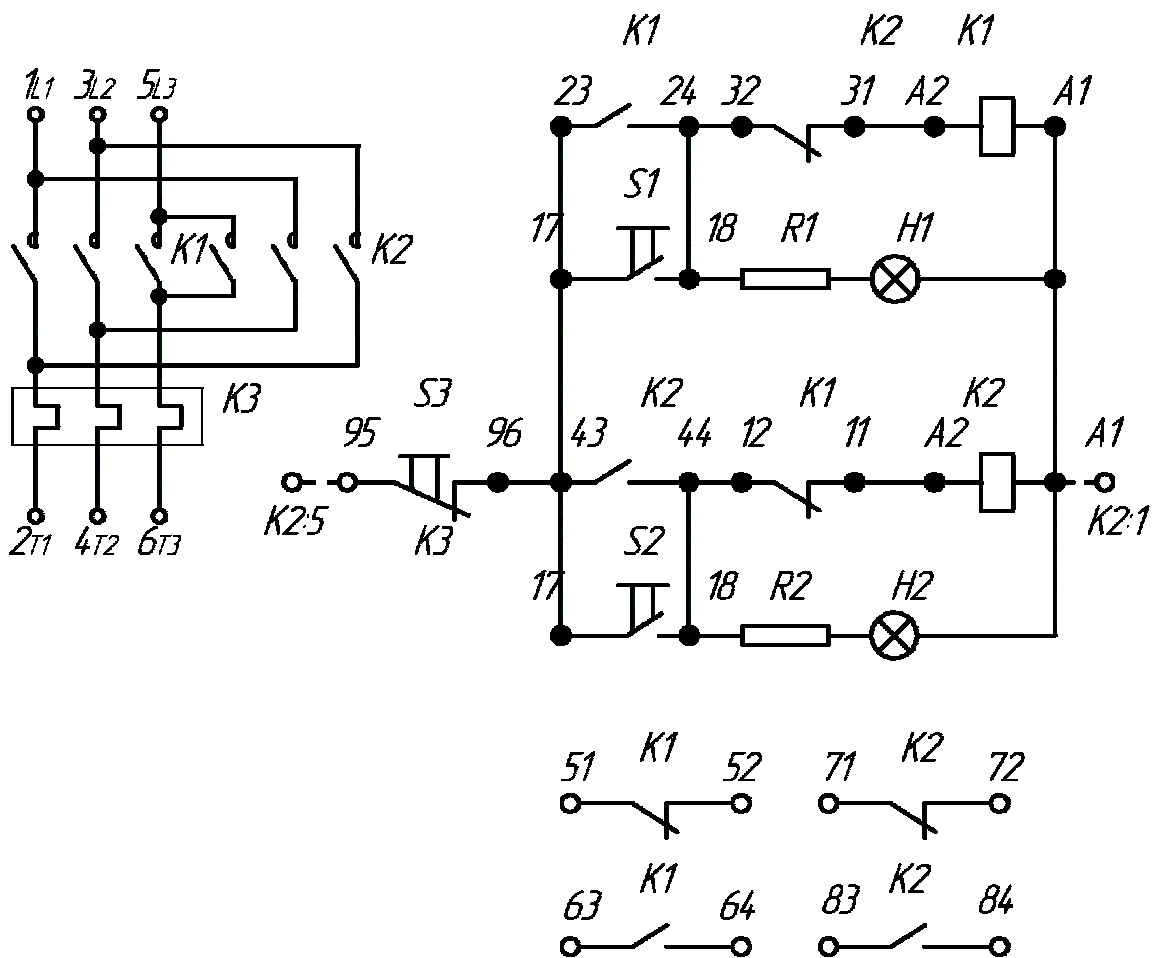 K1 K2 K1
1L1 3L2 5L3
23 24 32 31 A2 A1
S1
17 18 R1 H1
K1 K2
K3 S3 K2 K1 K2
95 96 43 44 12 11 A2 A1
K2:5 K3 S2 K2:1
2T1 4T2 6T3
17 18 R2 H2
K1 K2
51 52 71 72
K1 K2
63 64 83 84